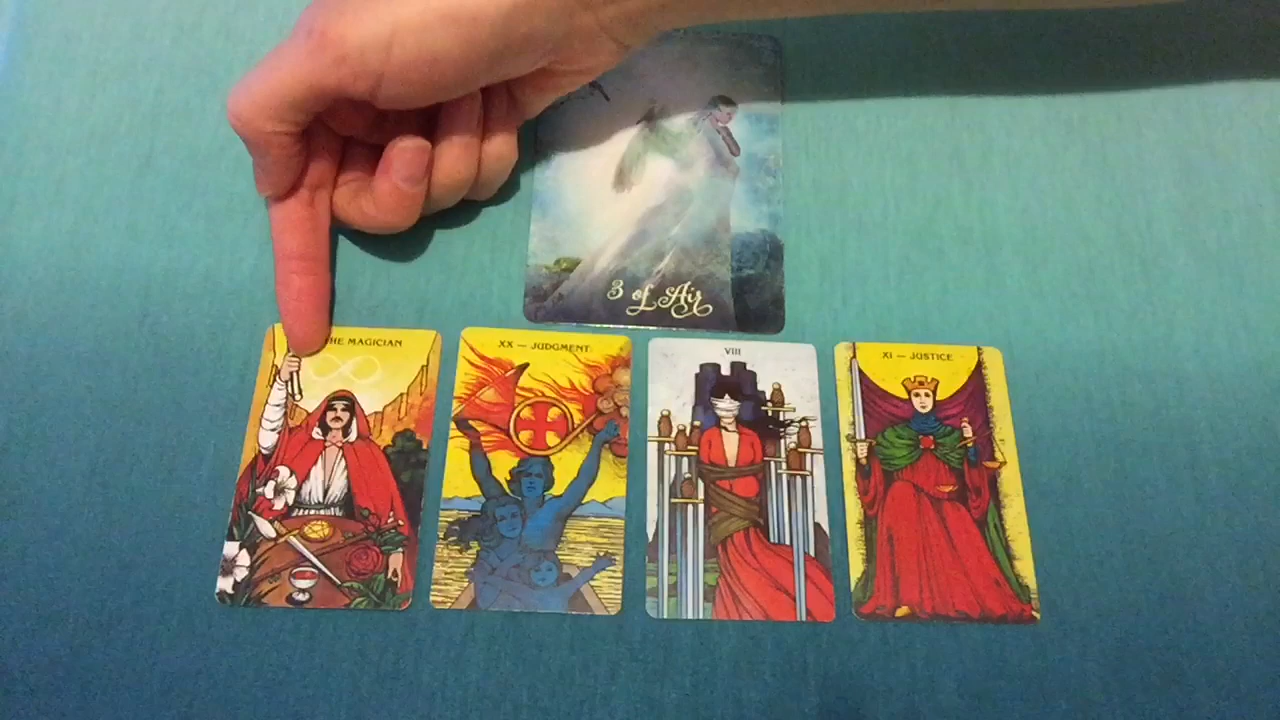 3 of Air
THE MAGICIAN
XX — JUDGMENT
VIII
XI — JUSTICE